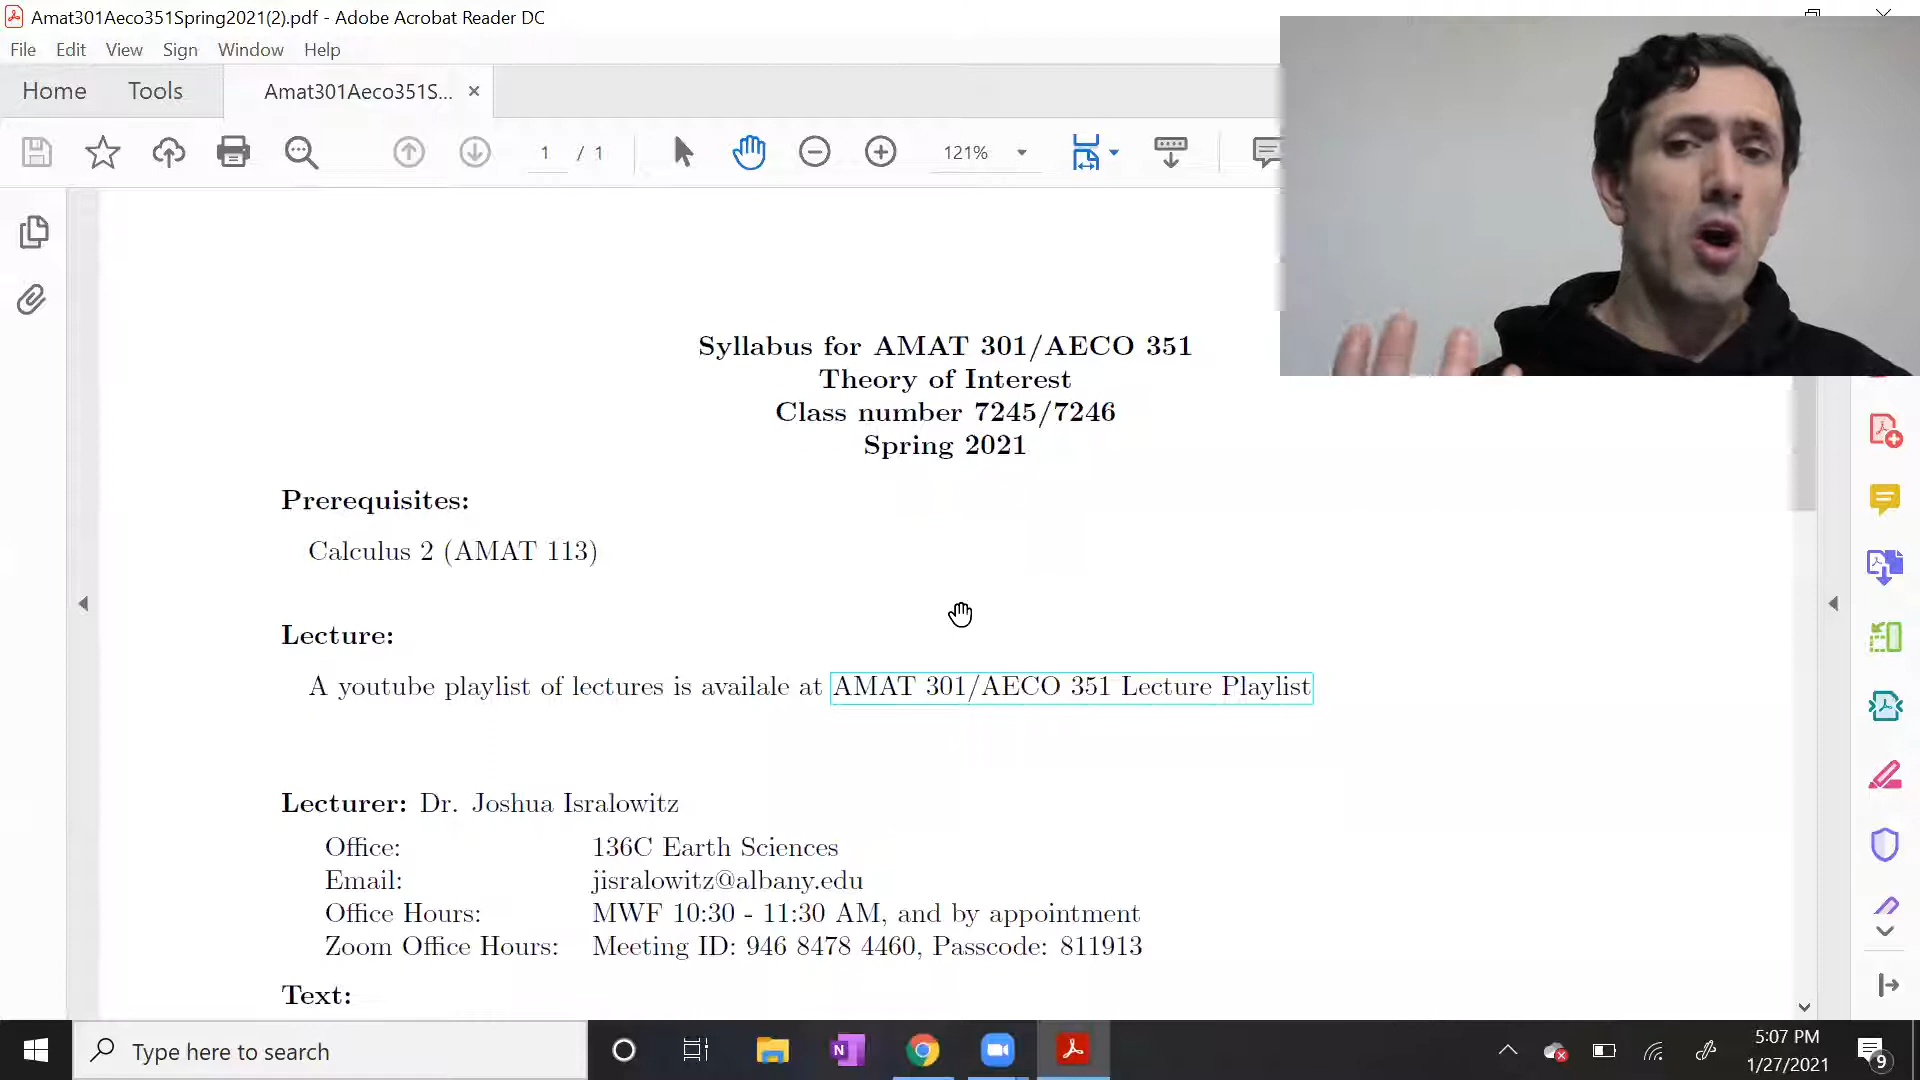 Amat301Aeco351Spring2021(2).pdf - Adobe Acrobat Reader DC
File Edit View Sign Window Help
Home Tools Amat301Aeco351S... ×
1 / 1 121%
Syllabus for AMAT 301/AECO 351
Theory of Interest
Class number 7245/7246
Spring 2021
Prerequisites:
Calculus 2 (AMAT 113)
Lecture:
A youtube playlist of lectures is availale at AMAT 301/AECO 351 Lecture Playlist
Lecturer: Dr. Joshua Isralowitz
Office: 136C Earth Sciences
Email: jisralowitz@albany.edu
Office Hours: MWF 10:30 - 11:30 AM, and by appointment
Zoom Office Hours: Meeting ID: 946 8478 4460, Passcode: 811913
Text:
Type here to search
5:07 PM
1/27/2021
9